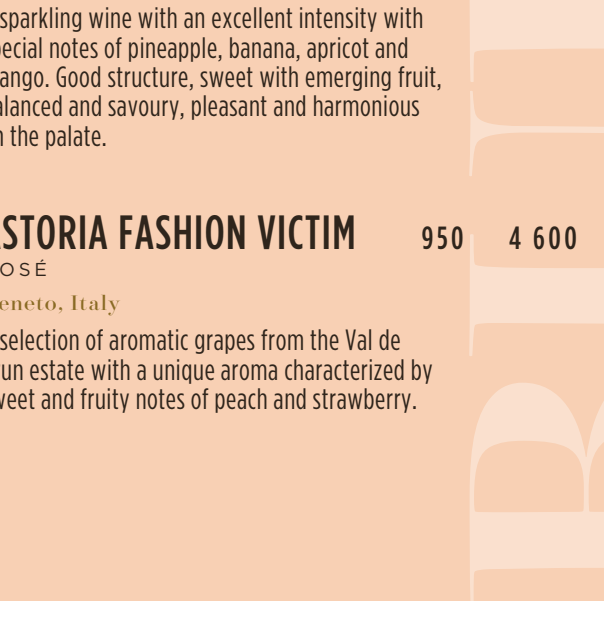 sparkling wine with an excellent intensity with
pecial notes of pineapple, banana, apricot and
ango. Good structure, sweet with emerging fruit,
alanced and savoury, pleasant and harmonious
n the palate.
STORIA FASHION VICTIM 950 4 600
OSÉ
eneto, Italy
selection of aromatic grapes from the Val de
un estate with a unique aroma characterized by
weet and fruity notes of peach and strawberry.